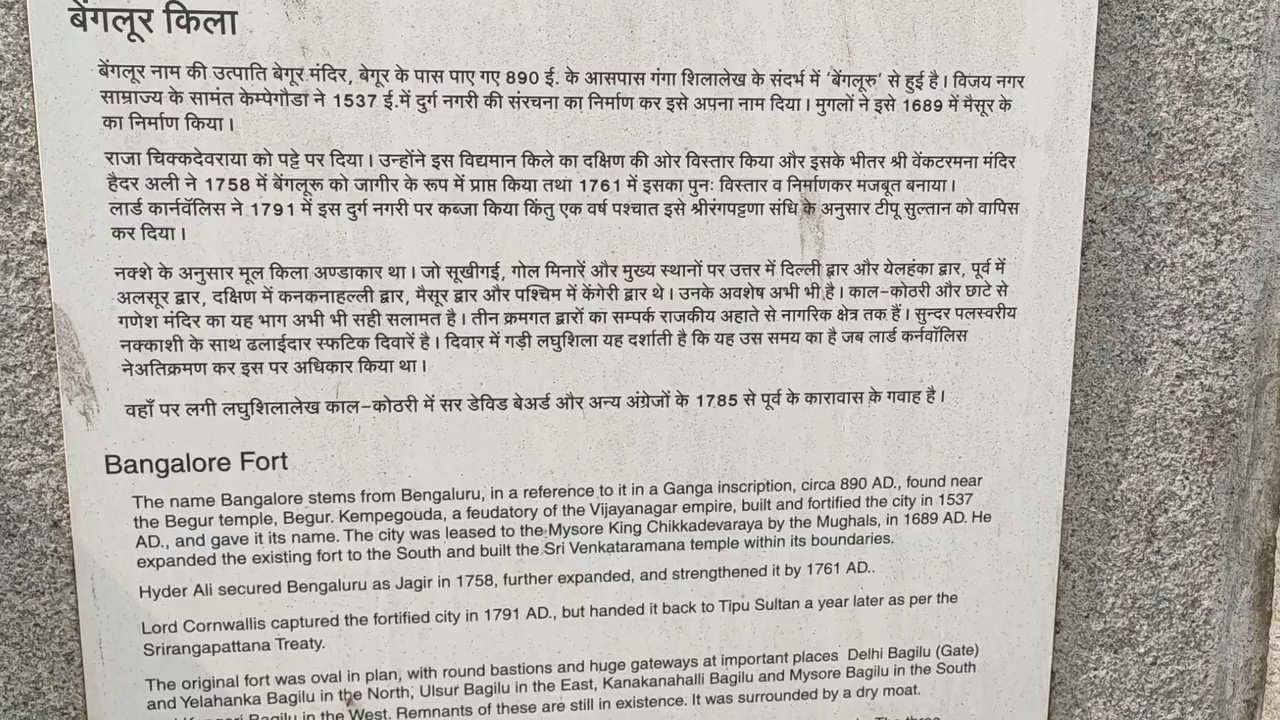 बेंगलूर किला
बेंगलूर नाम की उत्पाति बेगूर मंदिर, बेगूर के पास पाए गए 890 ई. के आसपास गंगा शिलालेख के संदर्भ में 'बेंगलूरु' से हुई है। विजय नगर
साम्राज्य के सामंत केम्पेगौडा ने 1537 ई.में दुर्ग नगरी की संरचना का निर्माण कर इसे अपना नाम दिया। मुगलों ने इसे 1689 में मैसूर के
का निर्माण किया।
राजा चिक्कदेवराया को पट्टे पर दिया। उन्होंने इस विद्यमान किले का दक्षिण की ओर विस्तार किया और इसके भीतर श्री वेंकटरमना मंदिर
हैदर अली ने 1758 में बेंगलूरू को जागीर के रूप में प्राप्त किया तथा 1761 में इसका पुनः विस्तार व निर्माणकर मजबूत बनाया।
लार्ड कार्नवॅलिस ने 1791 में इस दुर्ग नगरी पर कब्जा किया किंतु एक वर्ष पश्चात इसे श्रीरंगपट्टणा संधि के अनुसार टीपू सुल्तान को वापिस
कर दिया।
नक्शे के अनुसार मूल किला अण्डाकार था। जो सूखीगई, गोल मिनारें और मुख्य स्थानों पर उत्तर में दिल्ली द्वार और येलहंका द्वार, पूर्व में
अलसूर द्वार, दक्षिण में कनकनाहल्ली द्वार, मैसूर द्वार और पश्चिम में केंगेरी द्वार थे। उनके अवशेष अभी भी है। काल-कोठरी और छाटे से
गणेश मंदिर का यह भाग अभी भी सही सलामत है। तीन क्रमगत द्वारों का सम्पर्क राजकीय अहाते से नागरिक क्षेत्र तक हैं। सुन्दर पलस्वरीय
नक्काशी के साथ ढलाईदार स्फटिक दिवारें है। दिवार में गड़ी लघुशिला यह दर्शाती है कि यह उस समय का है जब लार्ड कर्नवॉलिस
नेअतिक्रमण कर इस पर अधिकार किया था।
वहाँ पर लगी लघुशिलालेख काल-कोठरी में सर डेविड बेअर्ड और अन्य अंग्रेजों के 1785 से पूर्व के कारावास के गवाह है।
Bangalore Fort
The name Bangalore stems from Bengaluru, in a reference to it in a Ganga inscription, circa 890 AD., found near
the Begur temple, Begur. Kempegouda, a feudatory of the Vijayanagar empire, built and fortified the city in 1537
AD., and gave it its name. The city was leased to the Mysore King Chikkadevaraya by the Mughals, in 1689 AD. He
expanded the existing fort to the South and built the Sri Venkataramana temple within its boundaries.
Hyder Ali secured Bengaluru as Jagir in 1758, further expanded, and strengthened it by 1761 AD..
Lord Cornwallis captured the fortified city in 1791 AD., but handed it back to Tipu Sultan a year later as per the
Srirangapattana Treaty.
The original fort was oval in plan, with round bastions and huge gateways at important places Delhi Bagilu (Gate)
and Yelahanka Bagilu in the North, Ulsur Bagilu in the East, Kanakanahalli Bagilu and Mysore Bagilu in the South
Bagilu in the West. Remnants of these are still in existence. It was surrounded by a dry moat.